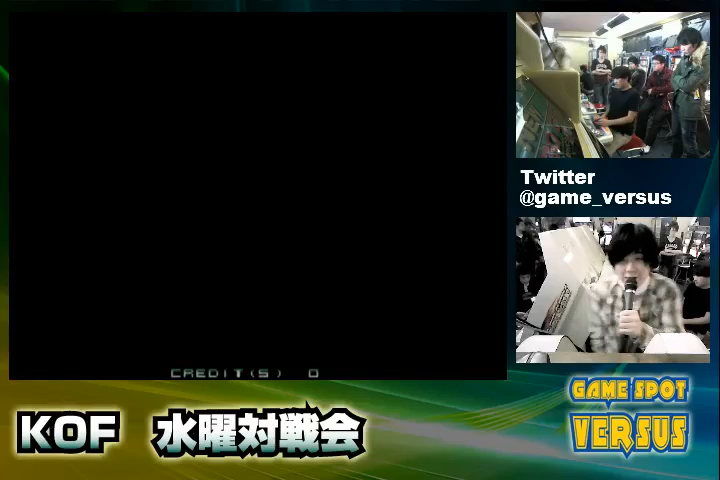 Twitter
@game_versus
CREDIT(S) 0
KOF 水曜対戦会
GAME SPOT
VERSUS